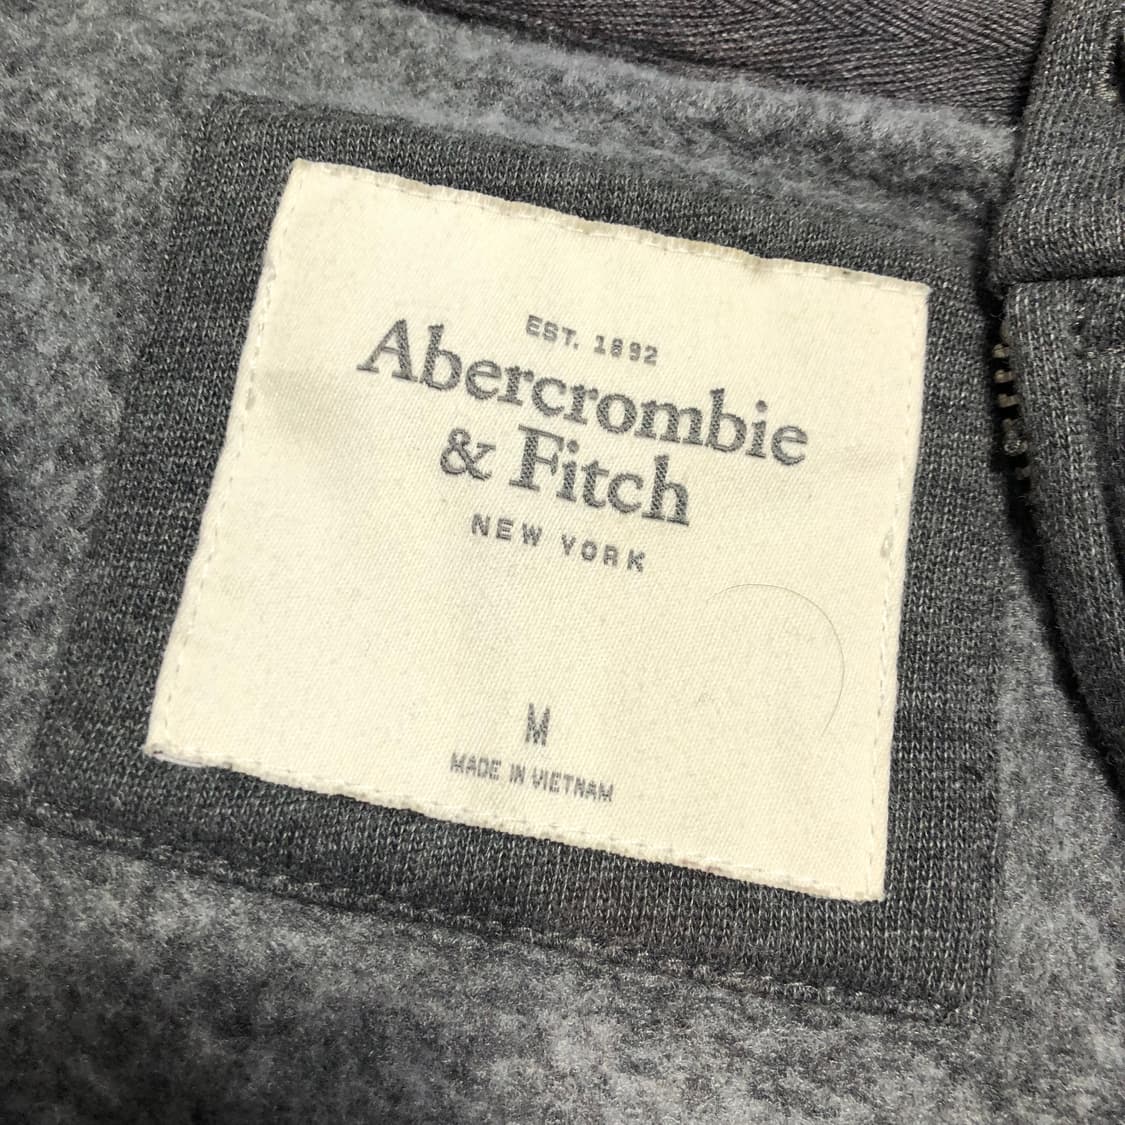 EST. 1892
Abercrombie
& Fitch
NEW YORK
M
MADE IN VIETNAM